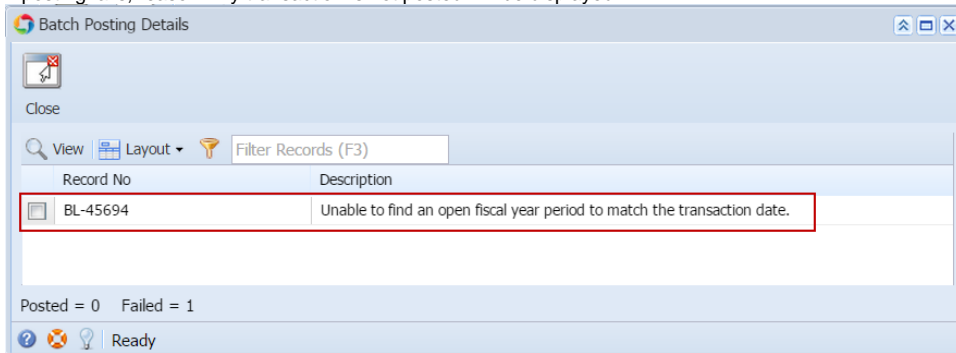 Batch Posting Details
Close
View Layout Filter Records (F3)
Record No Description
BL-45694 Unable to find an open fiscal year period to match the transaction date.
Posted = 0 Failed = 1
Ready